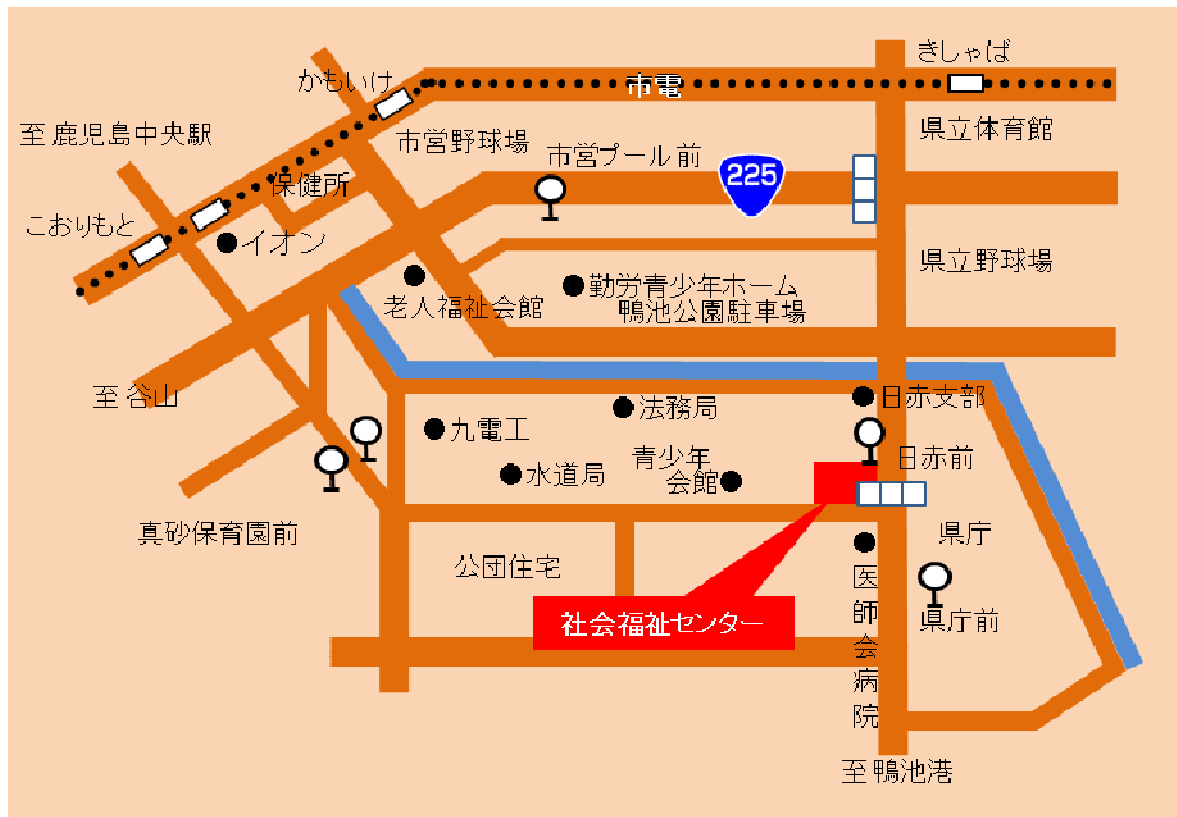 きしゃば
かもいけ
市電
至 鹿児島中央駅
市営野球場
県立体育館
市営プール 前
225
保健所
こおりもと
イオン
県立野球場
老人福祉会館
勤労青少年ホーム
鴨池公園駐車場
至 谷山
日赤支部
法務局
九電工
青少年
会館
日赤前
水道局
真砂保育園前
県庁
公団住宅
医師会病院
県庁前
社会福祉センター
至 鴨池港